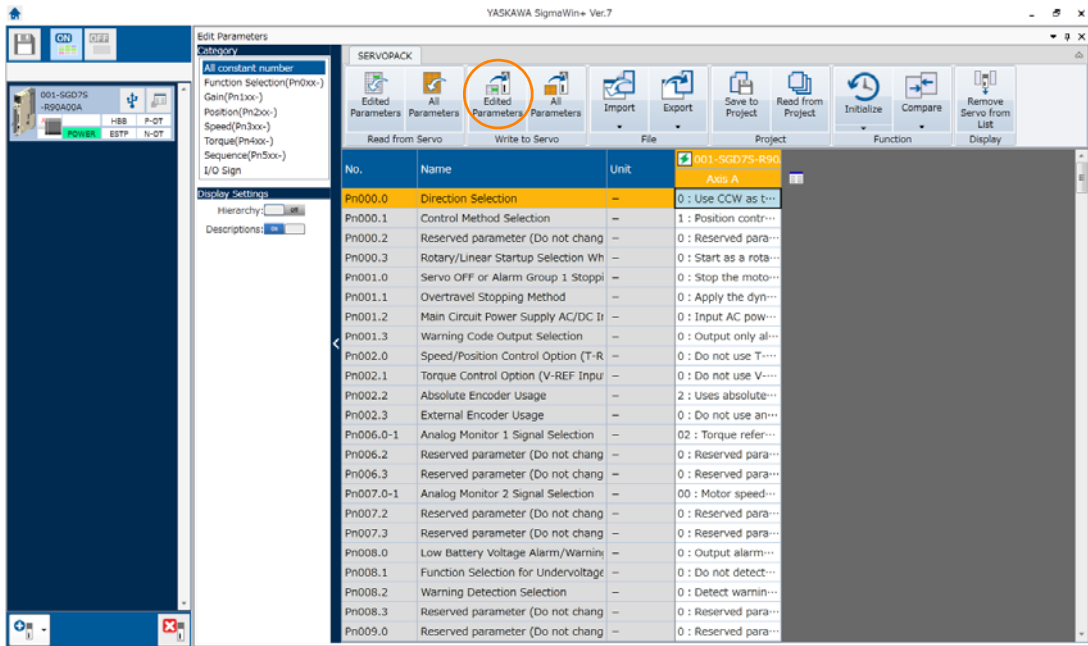 YASKAWA SigmaWin+ Ver.7
ON OFF
001-SGD7S
-R90A00A
HBB P-OT
POWER ESTP N-OT
Edit Parameters
Category
All constant number
Function Selection(Pn0xx-)
Gain(Pn1xx-)
Position(Pn2xx-)
Speed(Pn3xx-)
Torque(Pn4xx-)
Sequence(Pn5xx-)
I/O Sign
Display Settings
Hierarchy: Off
Descriptions: On
SERVOPACK
Edited Parameters
All Parameters
Edited Parameters
All Parameters
Import
Export
Save to Project
Read from Project
Initialize
Compare
Remove Servo from List
Read from Servo Write to Servo File Project Function Display
No. Name Unit 001-SGD7S-R90
Axis A
Pn000.0 Direction Selection – 0 : Use CCW as t···
Pn000.1 Control Method Selection – 1 : Position contr···
Pn000.2 Reserved parameter (Do not chang – 0 : Reserved para···
Pn000.3 Rotary/Linear Startup Selection Wh – 0 : Start as a rota···
Pn001.0 Servo OFF or Alarm Group 1 Stoppi – 0 : Stop the moto···
Pn001.1 Overtravel Stopping Method – 0 : Apply the dyn···
Pn001.2 Main Circuit Power Supply AC/DC Ir – 0 : Input AC pow···
Pn001.3 Warning Code Output Selection – 0 : Output only al···
Pn002.0 Speed/Position Control Option (T-R – 0 : Do not use T-···
Pn002.1 Torque Control Option (V-REF Input – 0 : Do not use V-···
Pn002.2 Absolute Encoder Usage – 2 : Uses absolute···
Pn002.3 External Encoder Usage – 0 : Do not use an···
Pn006.0-1 Analog Monitor 1 Signal Selection – 02 : Torque refer···
Pn006.2 Reserved parameter (Do not chang – 0 : Reserved para···
Pn006.3 Reserved parameter (Do not chang – 0 : Reserved para···
Pn007.0-1 Analog Monitor 2 Signal Selection – 00 : Motor speed···
Pn007.2 Reserved parameter (Do not chang – 0 : Reserved para···
Pn007.3 Reserved parameter (Do not chang – 0 : Reserved para···
Pn008.0 Low Battery Voltage Alarm/Warning – 0 : Output alarm···
Pn008.1 Function Selection for Undervoltage – 0 : Do not detect···
Pn008.2 Warning Detection Selection – 0 : Detect warnin···
Pn008.3 Reserved parameter (Do not chang – 0 : Reserved para···
Pn009.0 Reserved parameter (Do not chang – 0 : Reserved para···